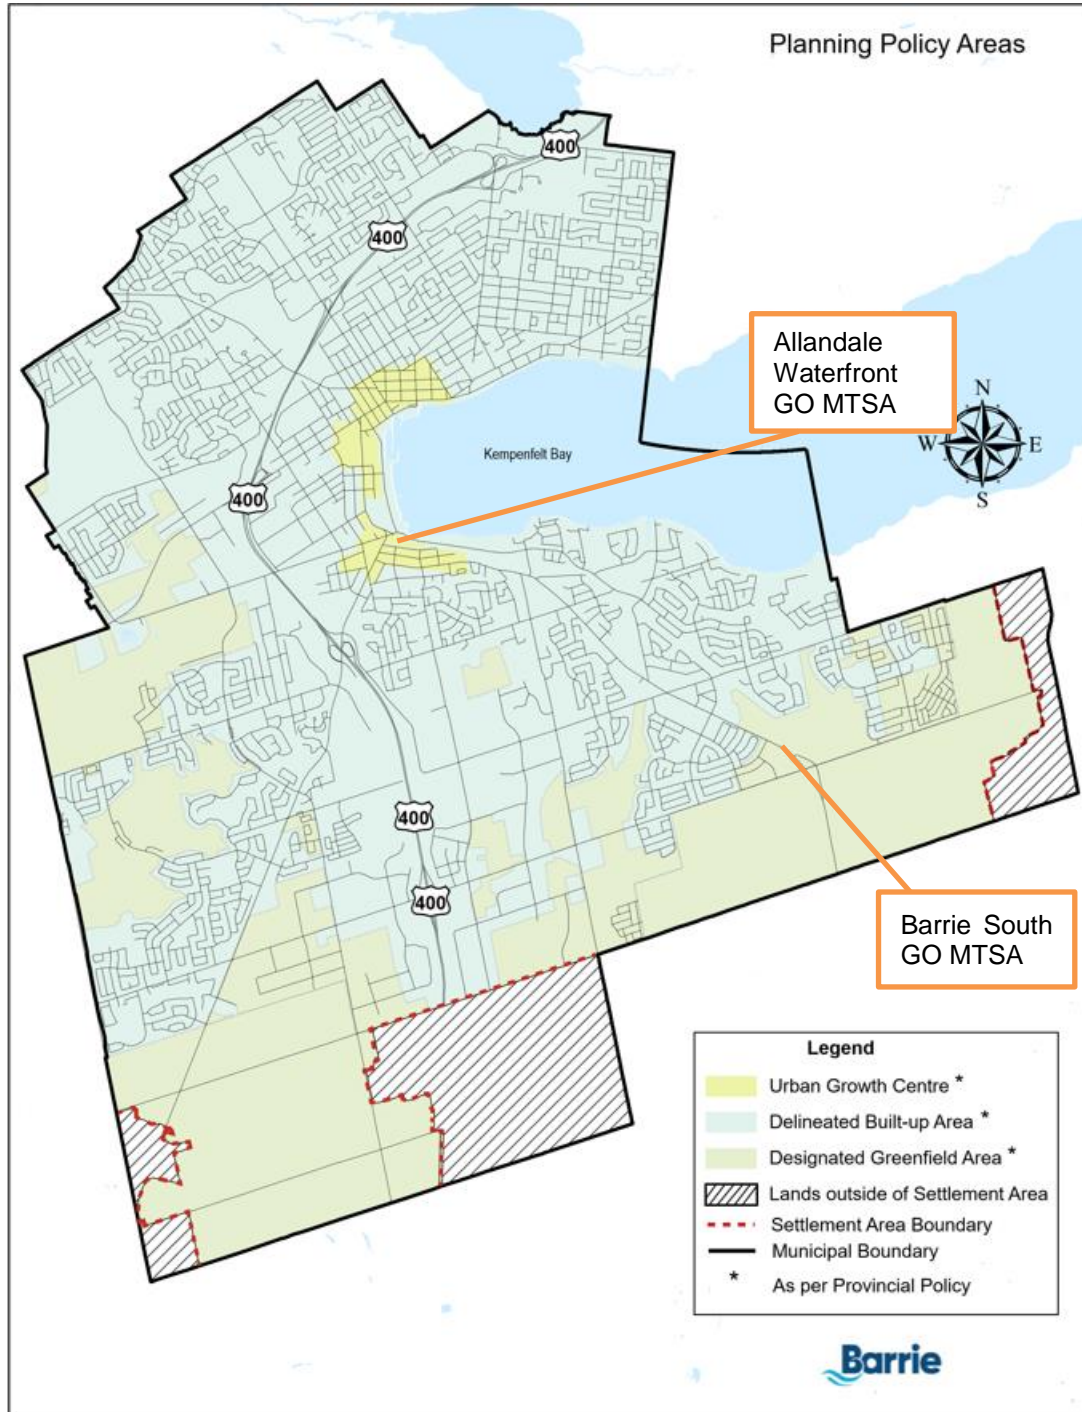 Planning Policy Areas
400
400
Allandale
Waterfront
GO MTSA
N
W
E
S
Kempenfelt Bay
400
400
400
Barrie South
GO MTSA
Legend
Urban Growth Centre *
Delineated Built-up Area *
Designated Greenfield Area *
Lands outside of Settlement Area
Settlement Area Boundary
Municipal Boundary
* As per Provincial Policy
Barrie